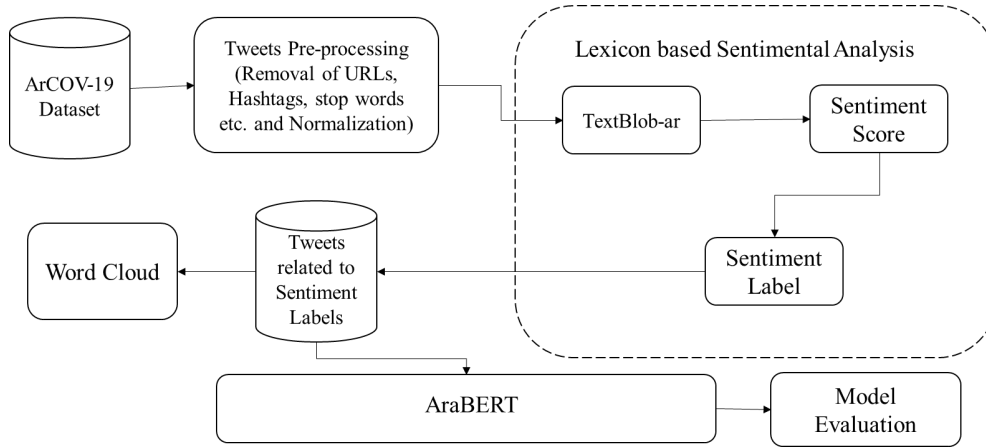 ArCOV-19
Dataset
Tweets Pre-processing
(Removal of URLs,
Hashtags, stop words
etc. and Normalization)
Lexicon based Sentimental Analysis
TextBlob-ar
Sentiment
Score
Sentiment
Label
Tweets
related to
Sentiment
Labels
Word Cloud
AraBERT
Model
Evaluation